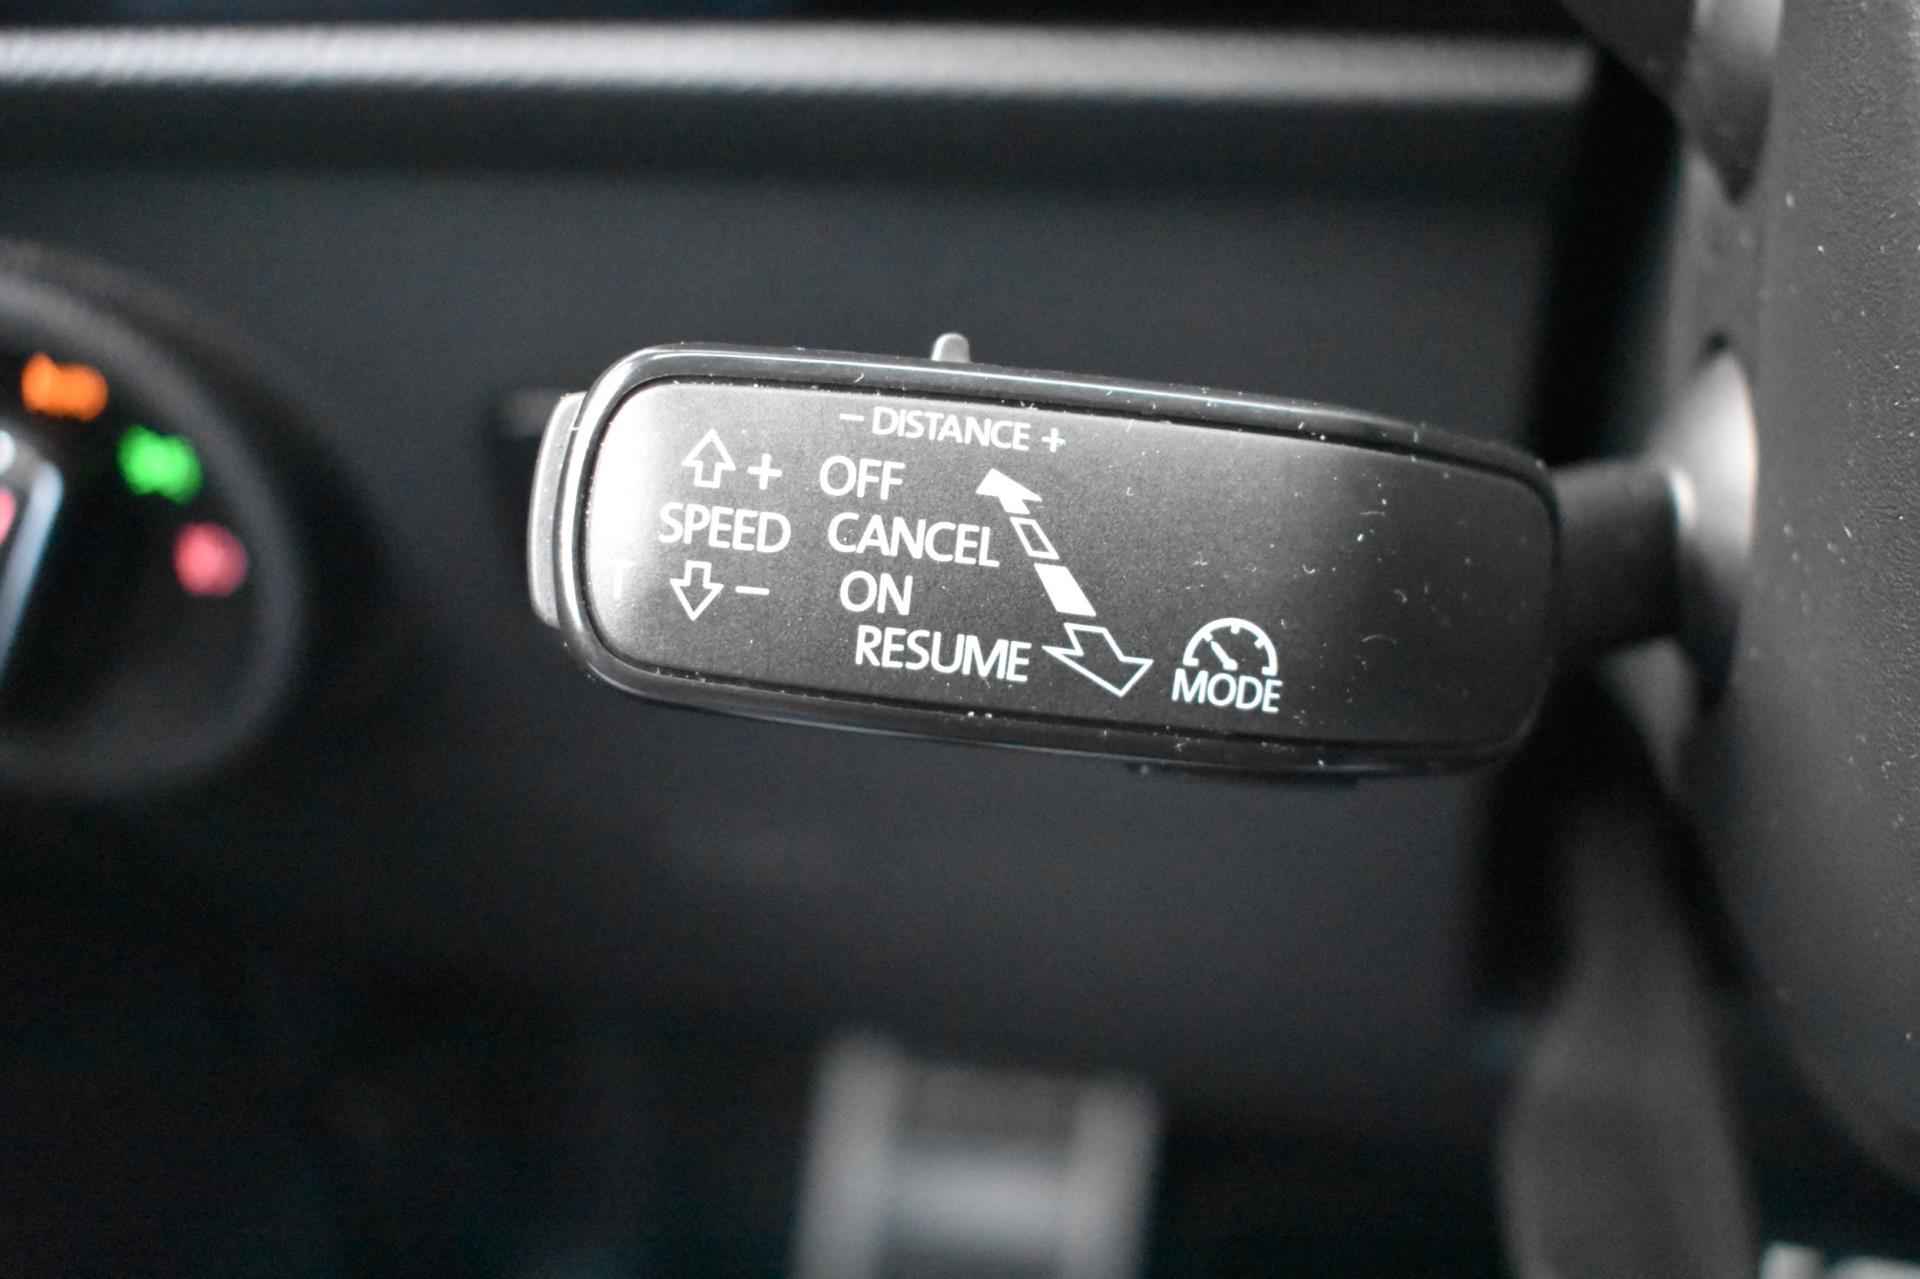 - DISTANCE +
+ OFF
SPEED CANCEL
- ON
RESUME
MODE